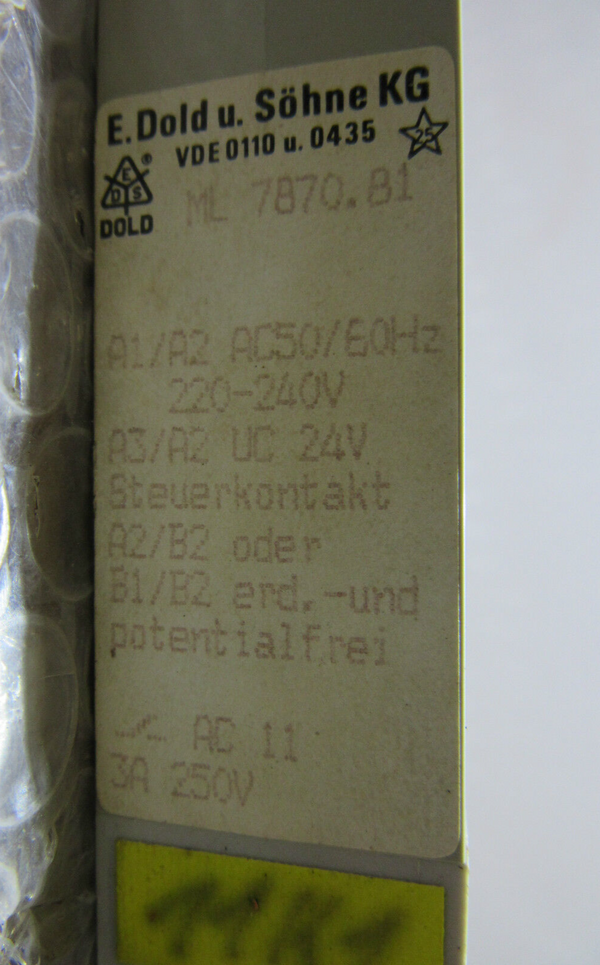 E. Dold u. Söhne KG
VDE 0110 u. 0435
25
E
D S
®
DOLD
ML 7870.81
A1/A2 AC50/60Hz
220-240V
A3/A2 UC 24V
Steuerkontakt
A2/B2 oder
B1/B2 erd.-und
potentialfrei
AC 11
3A 250V